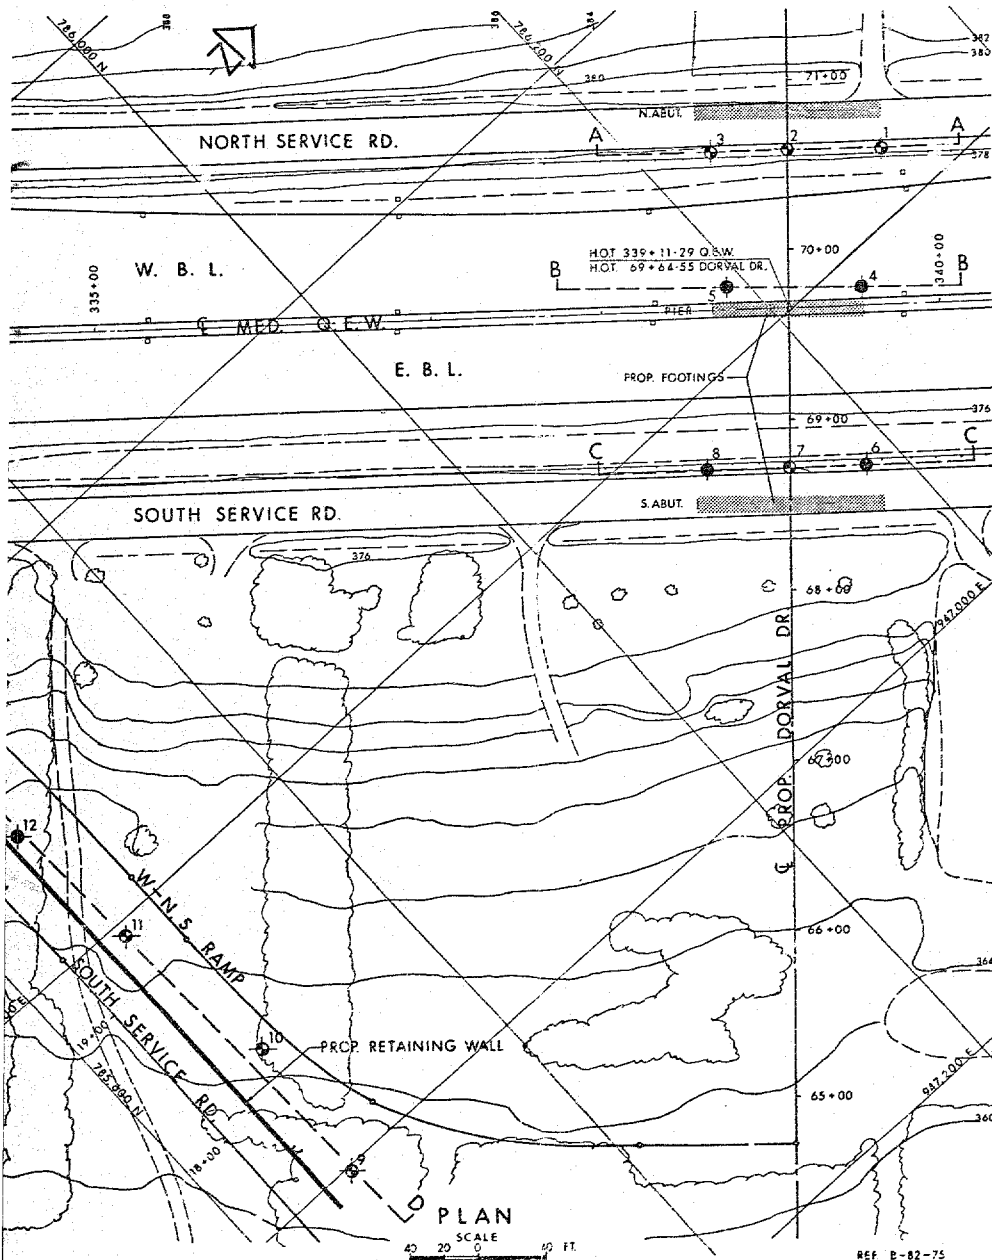 786,000 N
388
386
786,200 N
384
382
380
380
71+00
N.ABUT.
NORTH SERVICE RD.
A
3
2
1
A
378
70+00
H.O.T. 339+11·29 Q.E.W.
H.O.T. 69+64·55 DORVAL DR.
W. B. L.
335+00
B
5
4
340+00
B
PIER
℄ MED. Q.E.W.
E. B. L.
PROP. FOOTINGS
376
69+00
C
8
7
6
C
S.ABUT.
SOUTH SERVICE RD.
376
68+00
947,000 E
℄ PROP. DORVAL DR.
67+00
12
W-N S RAMP
11
66+00
364
SOUTH SERVICE RD.
19+00
10
PROP. RETAINING WALL
947,200 E
65+00
360
18+00
9
D
PLAN
SCALE
40 20 0 40 FT.
REF. B-82-75